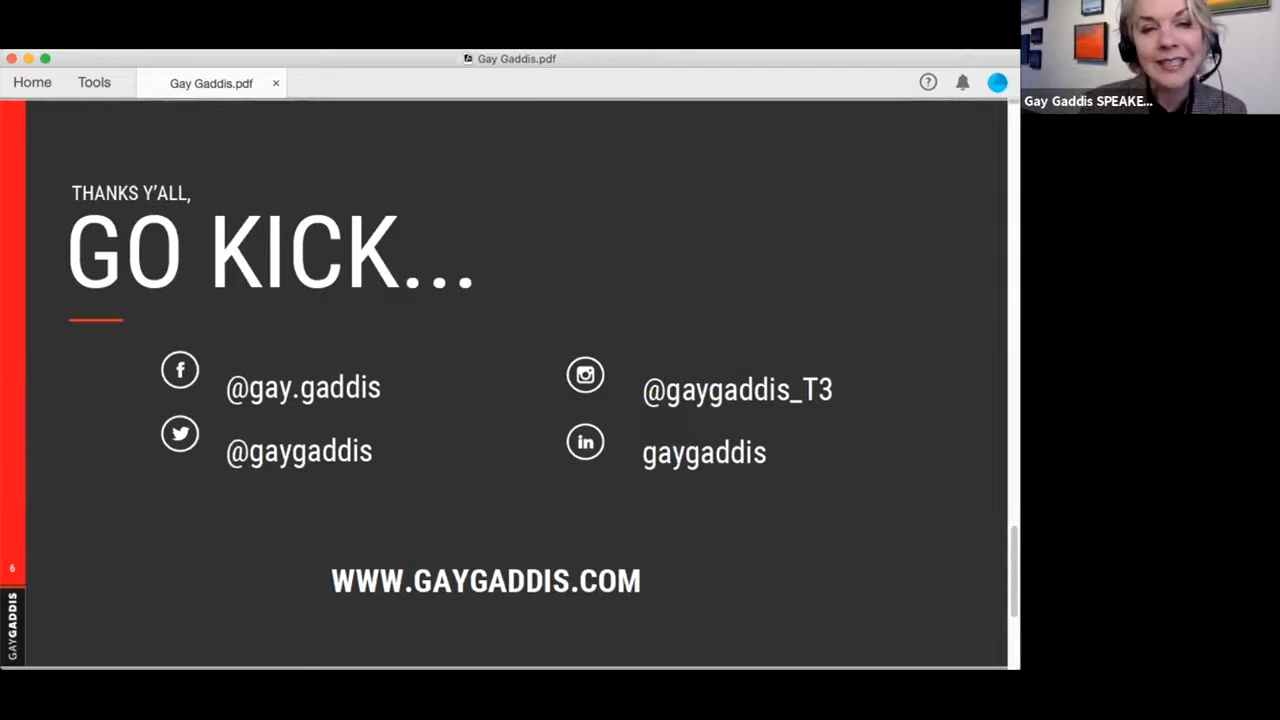 Gay Gaddis.pdf
Home
Tools
Gay Gaddis.pdf
Gay Gaddis SPEAKE...
THANKS Y'ALL,
GO KICK...
@gay.gaddis
@gaygaddis_T3
@gaygaddis
gaygaddis
WWW.GAYGADDIS.COM
6
GAYGADDIS